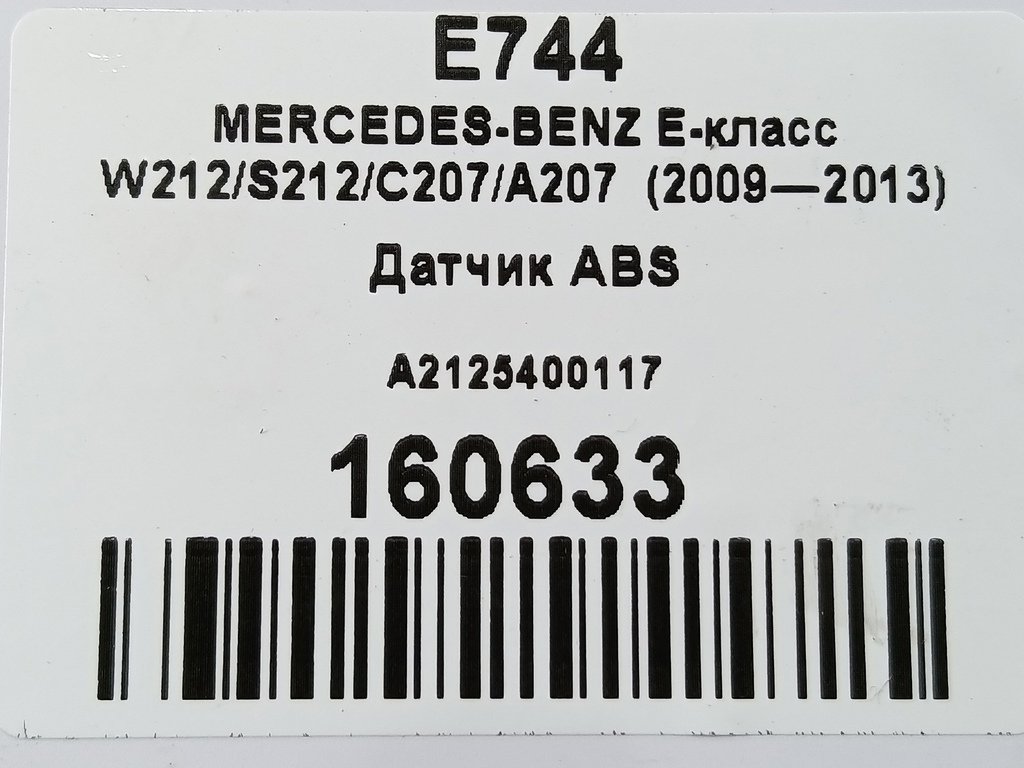 E744
MERCEDES-BENZ E-класс
W212/S212/C207/A207 (2009—2013)
Датчик ABS
A2125400117
160633